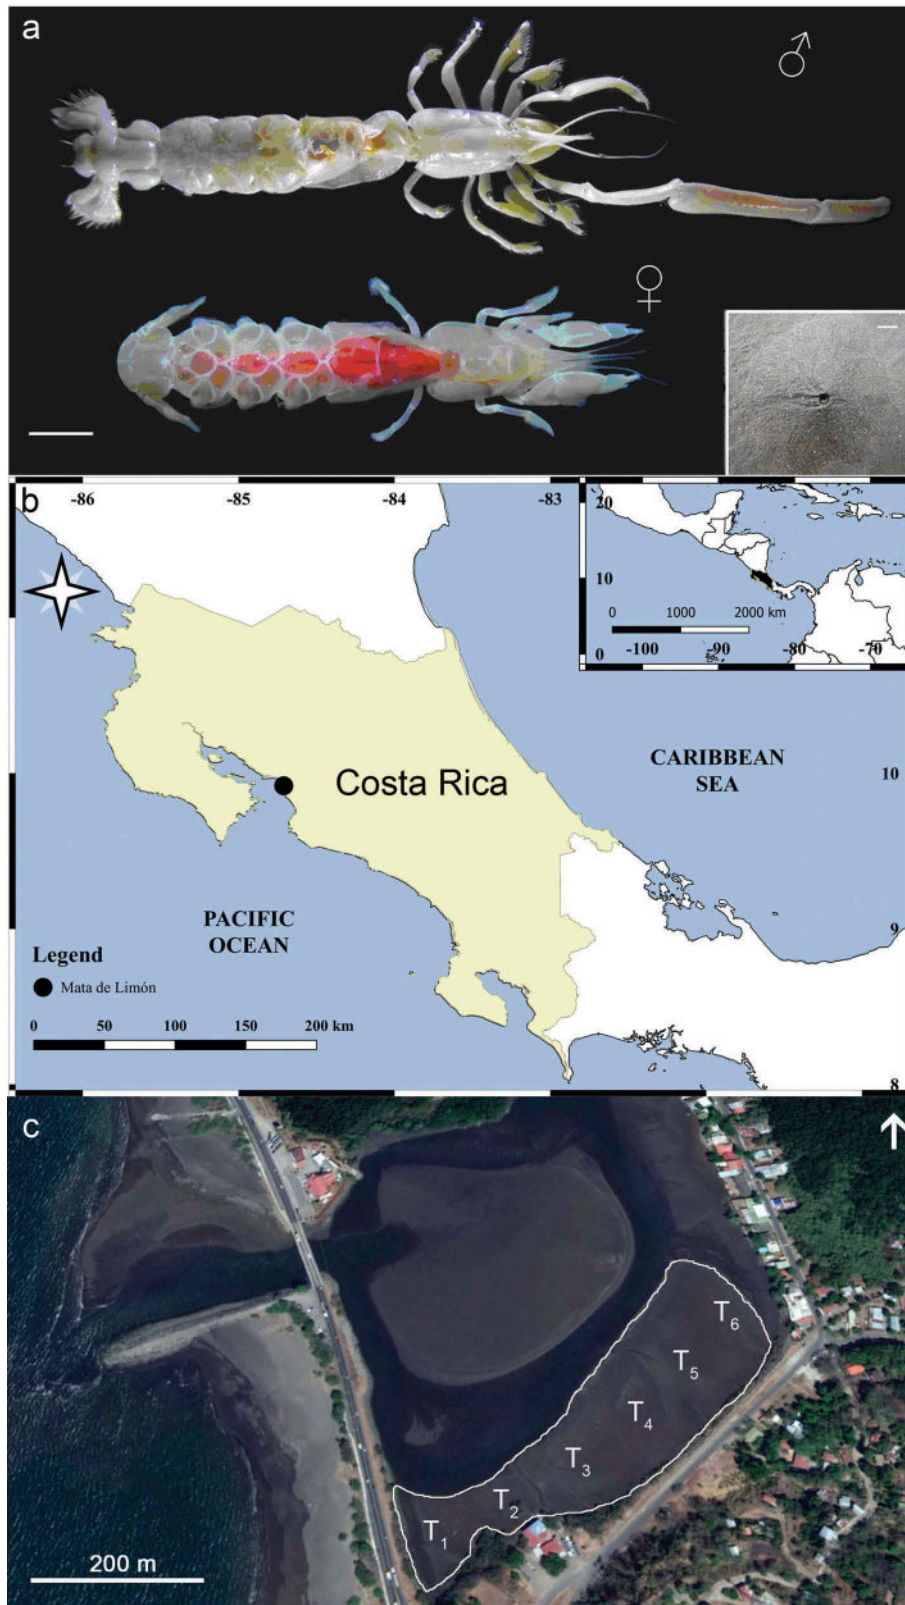 a
♂
♀
b
-86 -85 -84 -83
20
10
0
0 1000 2000 km
-100 -90 -80 -70
CARIBBEAN
SEA
10
Costa Rica
PACIFIC
OCEAN
9
Legend
Mata de Limón
0 50 100 150 200 km
8
c
T6
T5
T4
T3
T2
T1
200 m